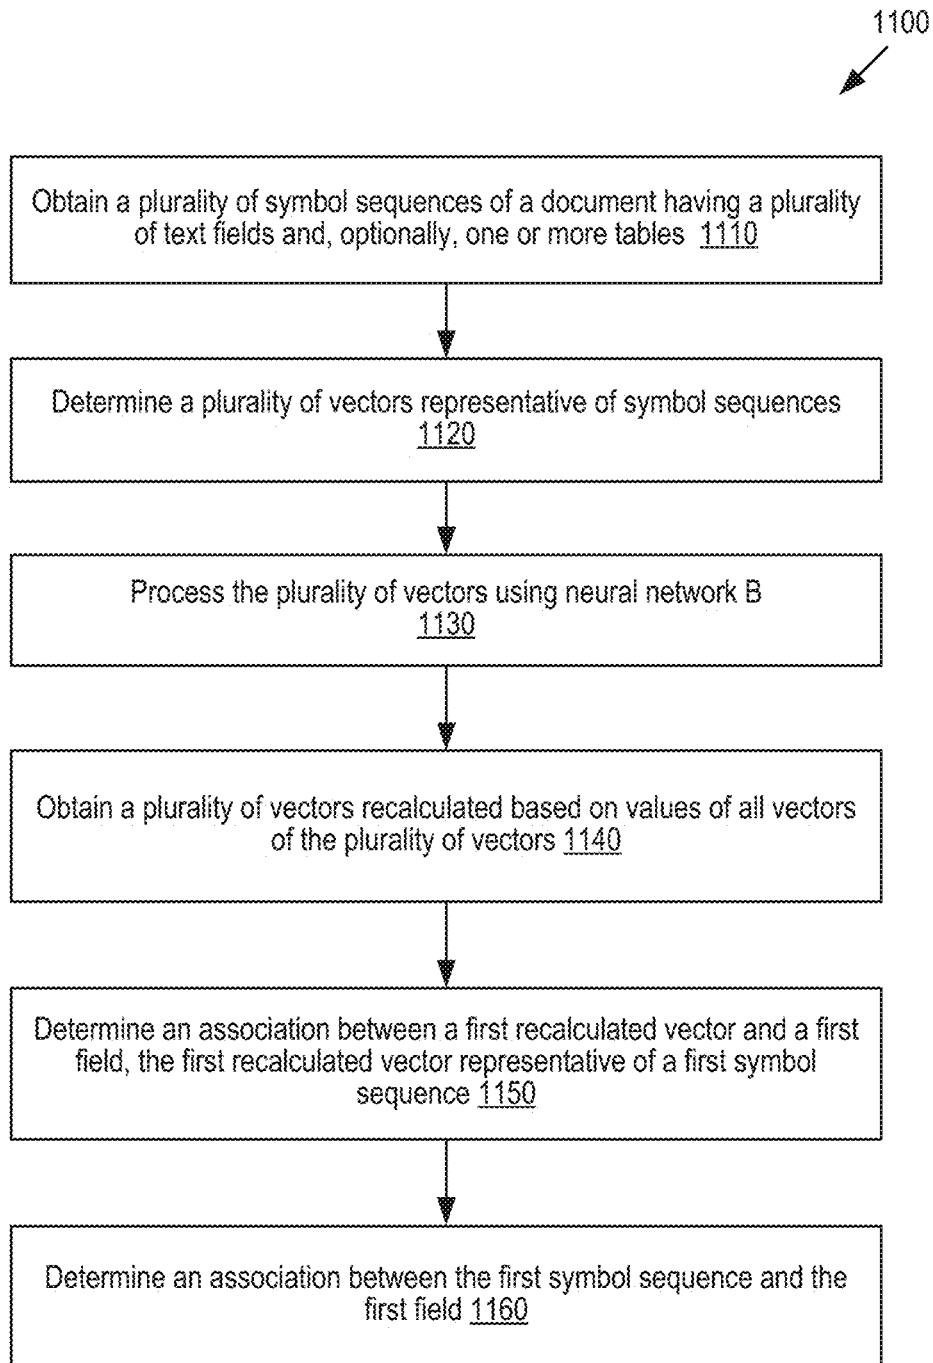 1100
Obtain a plurality of symbol sequences of a document having a plurality
of text fields and, optionally, one or more tables 1110
Determine a plurality of vectors representative of symbol sequences
1120
Process the plurality of vectors using neural network B
1130
Obtain a plurality of vectors recalculated based on values of all vectors
of the plurality of vectors 1140
Determine an association between a first recalculated vector and a first
field, the first recalculated vector representative of a first symbol
sequence 1150
Determine an association between the first symbol sequence and the
first field 1160